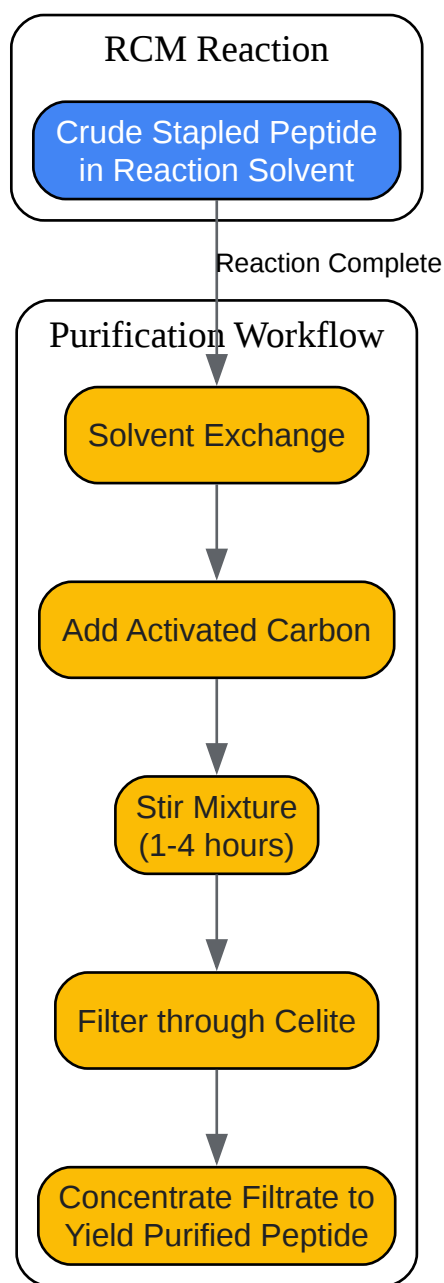 RCM Reaction
Crude Stapled Peptide
in Reaction Solvent
Reaction Complete
Purification Workflow
Solvent Exchange
Add Activated Carbon
Stir Mixture
(1-4 hours)
Filter through Celite
Concentrate Filtrate to
Yield Purified Peptide